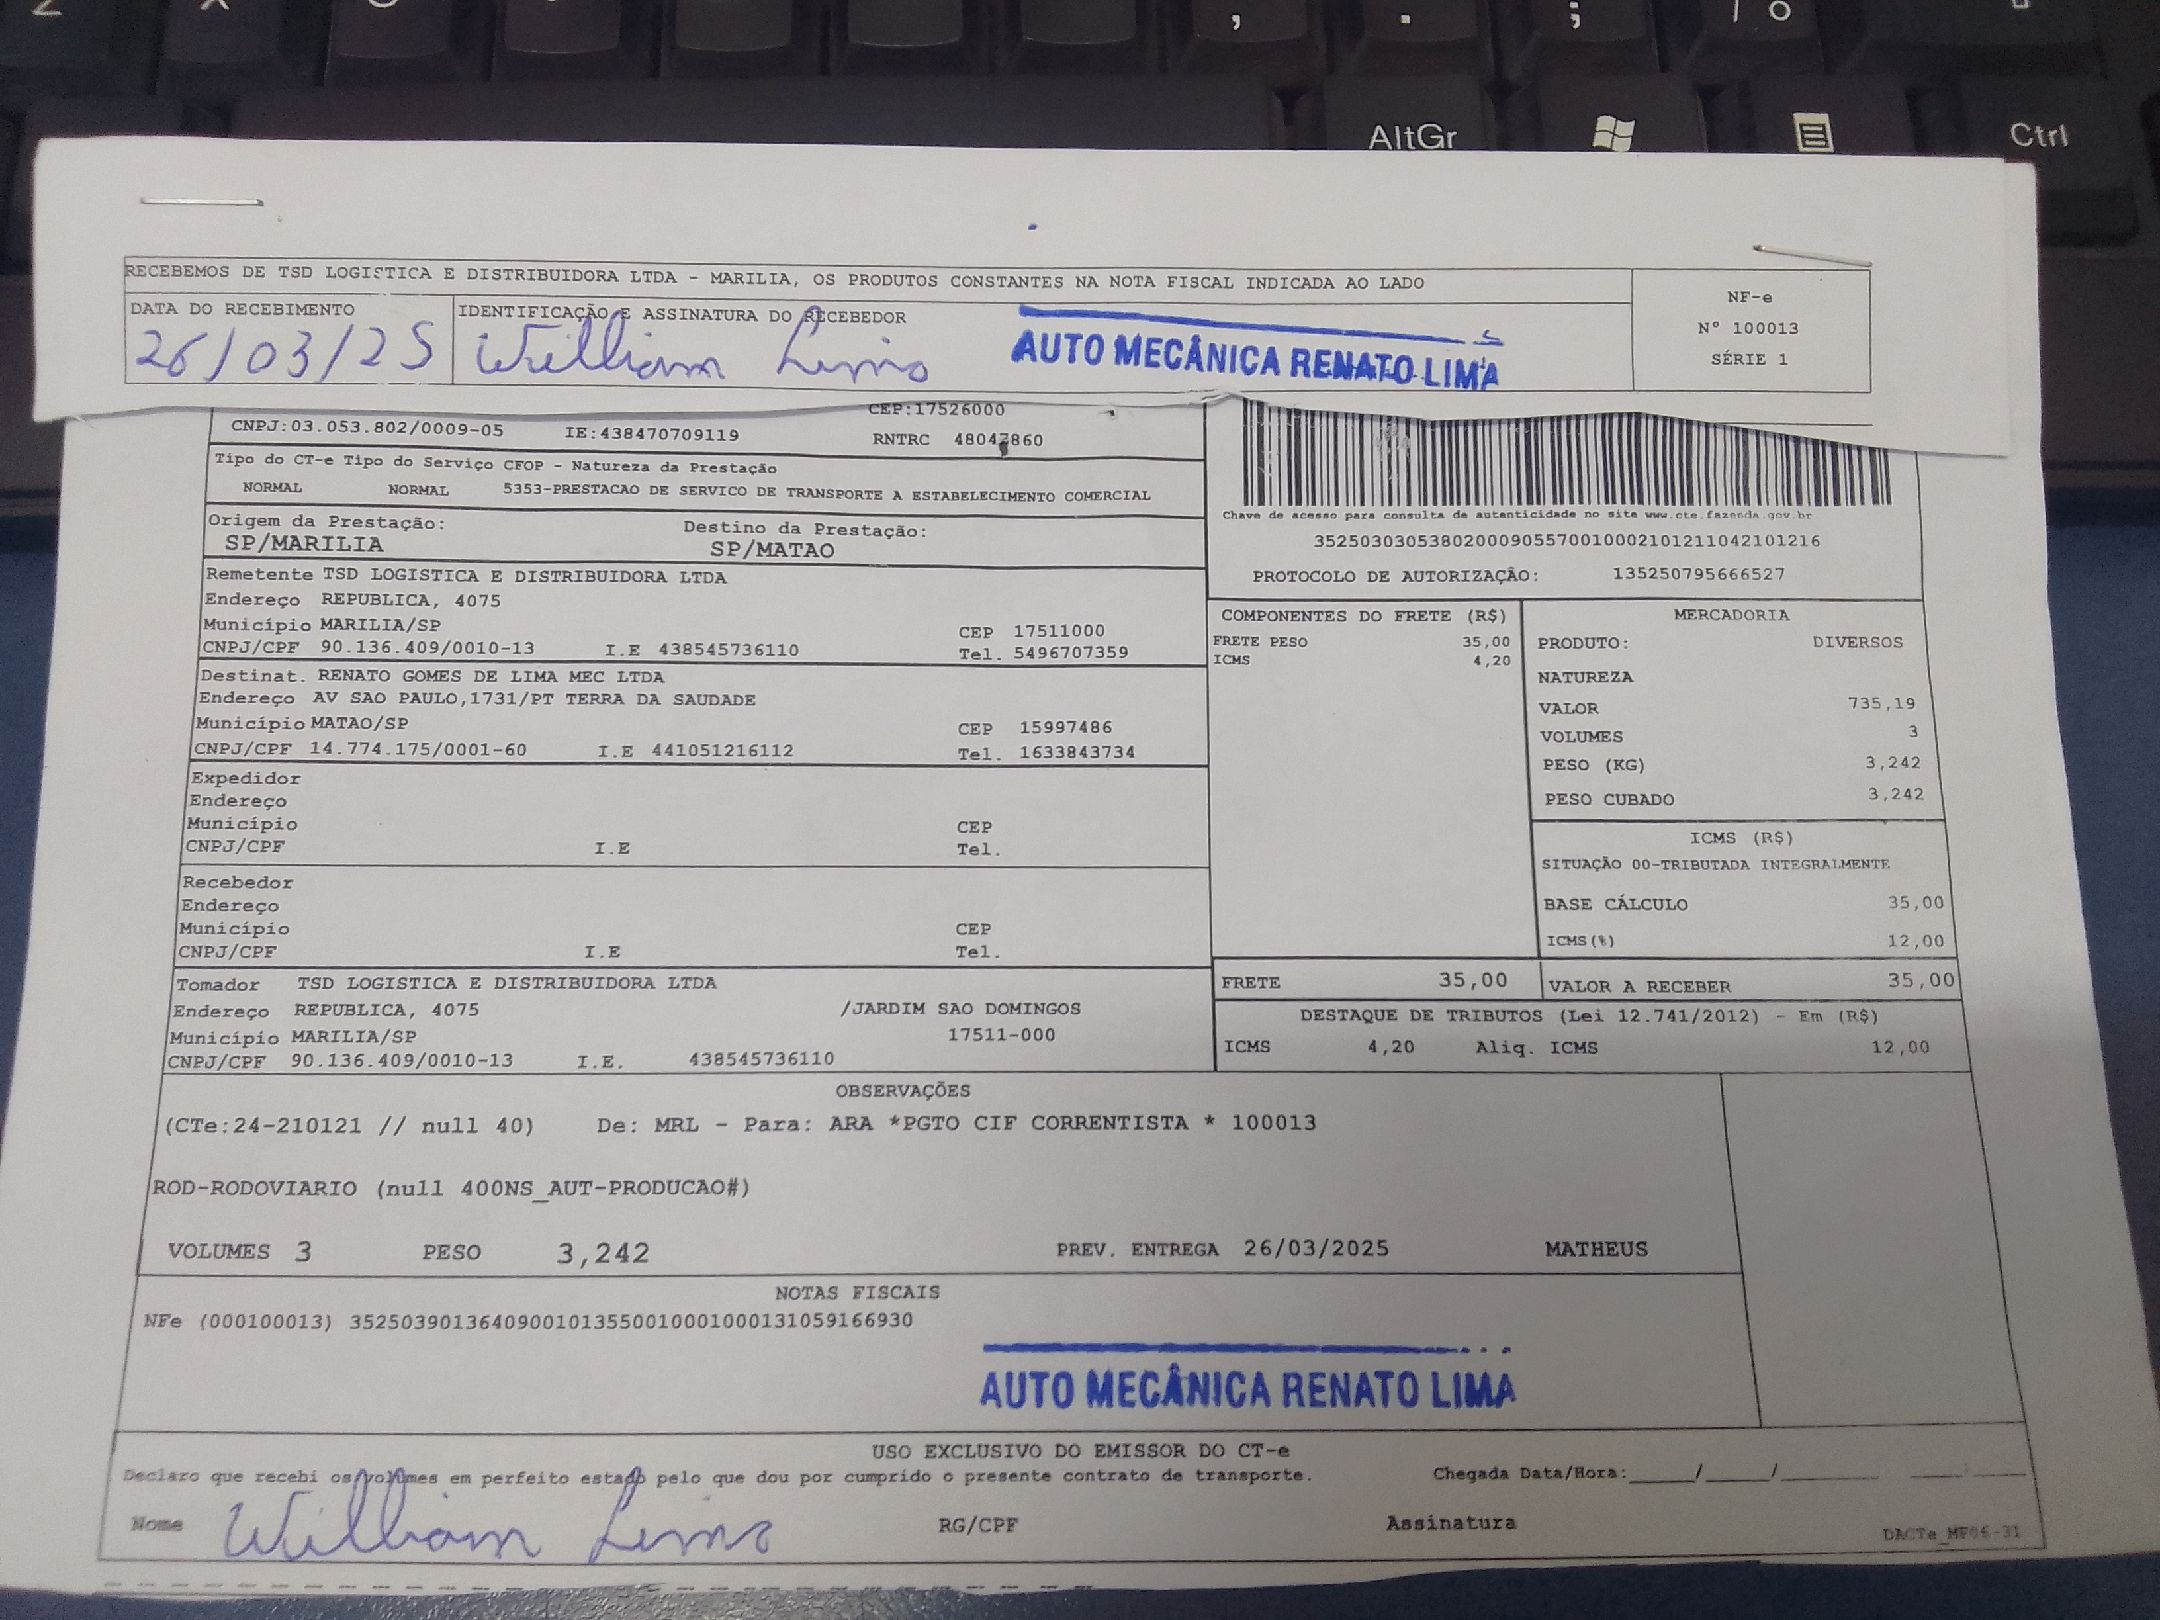 AltGr
Ctrl
RECEBEMOS DE TSD LOGISTICA E DISTRIBUIDORA LTDA - MARILIA, OS PRODUTOS CONSTANTES NA NOTA FISCAL INDICADA AO LADO
DATA DO RECEBIMENTO
26/03/25
IDENTIFICAÇÃO E ASSINATURA DO RECEBEDOR
William Lima
AUTO MECÂNICA RENATO LIMA
NF-e
Nº 100013
SÉRIE 1
CEP:17526000
CNPJ:03.053.802/0009-05 IE:438470709119 RNTRC 48047860
Tipo do CT-e Tipo do Serviço CFOP - Natureza da Prestação
NORMAL NORMAL 5353-PRESTACAO DE SERVICO DE TRANSPORTE A ESTABELECIMENTO COMERCIAL
Origem da Prestação: Destino da Prestação:
SP/MARILIA SP/MATAO
Chave de acesso para consulta de autenticidade no site www.cte.fazenda.gov.br
35250303053802000905570010002101211042101216
PROTOCOLO DE AUTORIZAÇÃO: 135250795666527
Remetente TSD LOGISTICA E DISTRIBUIDORA LTDA
Endereço REPUBLICA, 4075
Município MARILIA/SP CEP 17511000
CNPJ/CPF 90.136.409/0010-13 I.E 438545736110 Tel. 5496707359
Destinat. RENATO GOMES DE LIMA MEC LTDA
Endereço AV SAO PAULO,1731/PT TERRA DA SAUDADE
Município MATAO/SP CEP 15997486
CNPJ/CPF 14.774.175/0001-60 I.E 441051216112 Tel. 1633843734
Expedidor
Endereço
Município CEP
CNPJ/CPF I.E Tel.
Recebedor
Endereço
Município CEP
CNPJ/CPF I.E Tel.
Tomador TSD LOGISTICA E DISTRIBUIDORA LTDA
Endereço REPUBLICA, 4075 /JARDIM SAO DOMINGOS
Município MARILIA/SP 17511-000
CNPJ/CPF 90.136.409/0010-13 I.E. 438545736110
COMPONENTES DO FRETE (R$)
FRETE PESO 35,00
ICMS 4,20
MERCADORIA
PRODUTO: DIVERSOS
NATUREZA
VALOR 735,19
VOLUMES 3
PESO (KG) 3,242
PESO CUBADO 3,242
ICMS (R$)
SITUAÇÃO 00-TRIBUTADA INTEGRALMENTE
BASE CÁLCULO 35,00
ICMS(%) 12,00
FRETE 35,00 VALOR A RECEBER 35,00
DESTAQUE DE TRIBUTOS (Lei 12.741/2012) - Em (R$)
ICMS 4,20 Aliq. ICMS 12,00
OBSERVAÇÕES
(CTe:24-210121 // null 40) De: MRL - Para: ARA *PGTO CIF CORRENTISTA * 100013
ROD-RODOVIARIO (null 400NS_AUT-PRODUCAO#)
VOLUMES 3 PESO 3,242 PREV. ENTREGA 26/03/2025 MATHEUS
NOTAS FISCAIS
NFe (000100013) 35250390136409001013550010001000131059166930
AUTO MECÂNICA RENATO LIMA
USO EXCLUSIVO DO EMISSOR DO CT-e
Declaro que recebi os volumes em perfeito estado pelo que dou por cumprido o presente contrato de transporte. Chegada Data/Hora:____/____/______
Nome William Lima RG/CPF Assinatura
DACTe_MF06-31